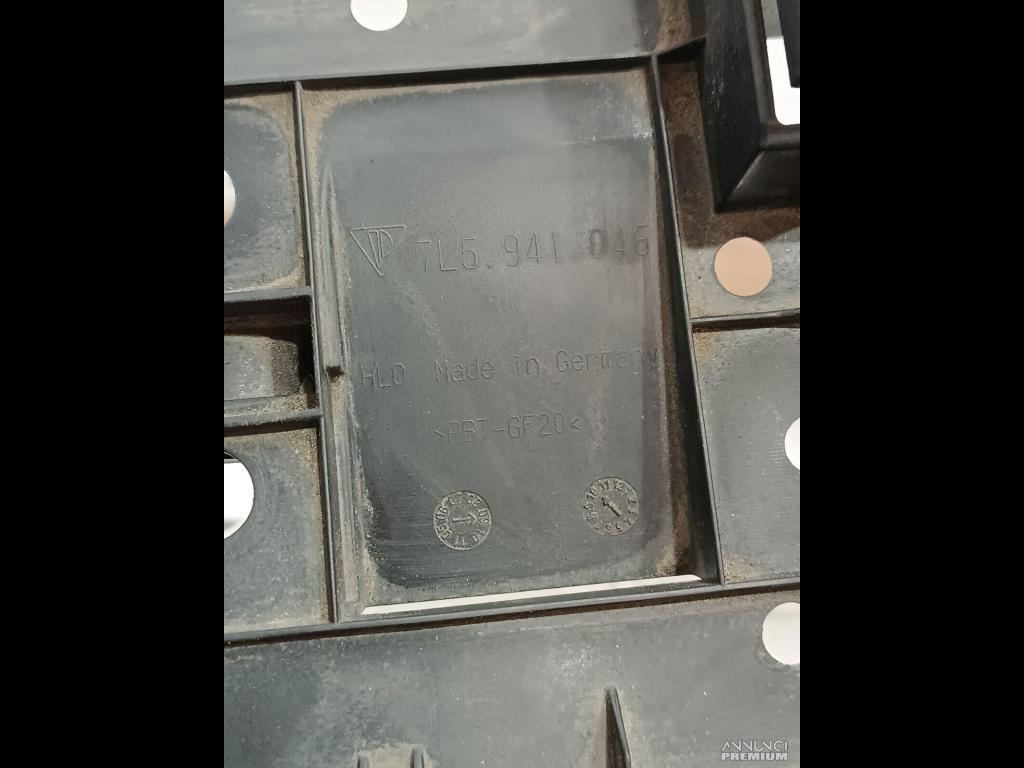 7L5.941.046
HLO Made in Germany
>PBT-GF20<
ANNUNCI
PREMIUM